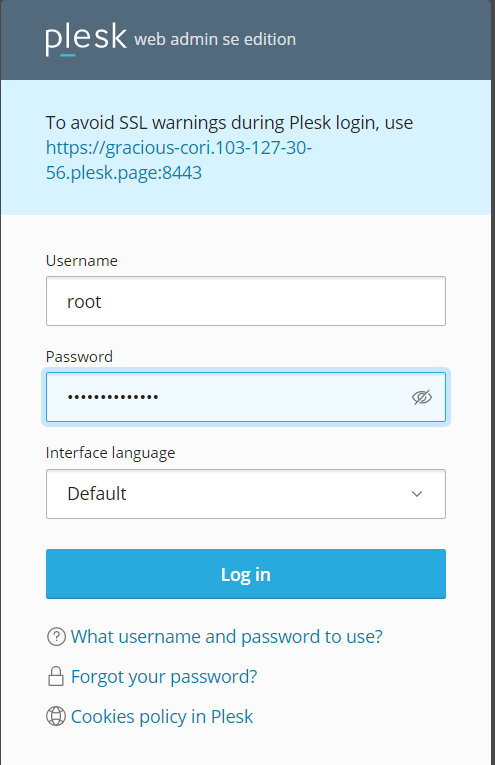 plesk web admin se edition
To avoid SSL warnings during Plesk login, use
https://gracious-cori.103-127-30-
56.plesk.page:8443
Username
root
Password
••••••••••••••
Interface language
Default
Log in
What username and password to use?
Forgot your password?
Cookies policy in Plesk